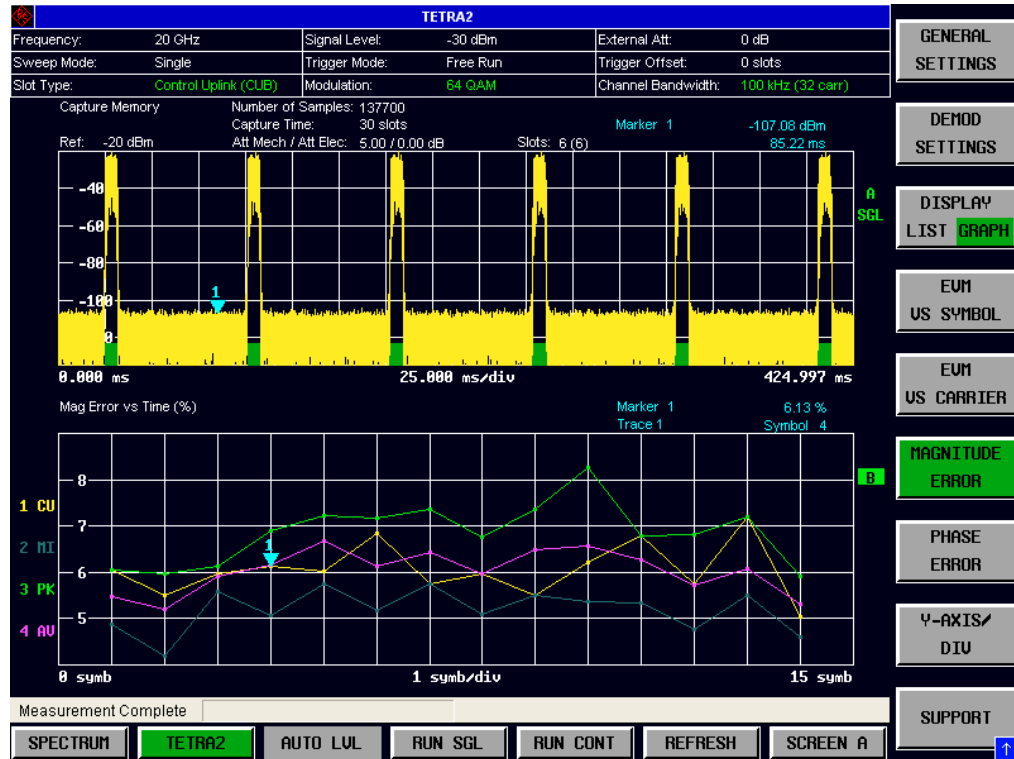 TETRA2
Frequency: 20 GHz Signal Level: -30 dBm External Att: 0 dB
Sweep Mode: Single Trigger Mode: Free Run Trigger Offset: 0 slots
Slot Type: Control Uplink (CUB) Modulation: 64 QAM Channel Bandwidth: 100 kHz (32 carr)
Capture Memory Number of Samples: 137700
Capture Time: 30 slots Marker 1 -107.08 dBm
Ref: -20 dBm Att Mech / Att Elec: 5.00 / 0.00 dB Slots: 6 (6) 85.22 ms
-40
-60
-80
-100
1
A
SGL
0.000 ms 25.000 ms/div 424.997 ms
Mag Error vs Time (%) Marker 1 6.13 %
Trace 1 Symbol 4
8
7
6
5
1
1 CU
2 MI
3 PK
4 AV
B
0 symb 1 symb/div 15 symb
Measurement Complete
SPECTRUM TETRA2 AUTO LVL RUN SGL RUN CONT REFRESH SCREEN A
GENERAL
SETTINGS
DEMOD
SETTINGS
DISPLAY
LIST GRAPH
EVM
VS SYMBOL
EVM
VS CARRIER
MAGNITUDE
ERROR
PHASE
ERROR
Y-AXIS/
DIV
SUPPORT